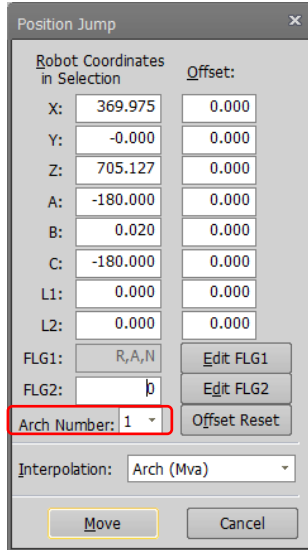 Position Jump ×
Robot Coordinates
in Selection Offset:
X: 369.975 0.000
Y: -0.000 0.000
Z: 705.127 0.000
A: -180.000 0.000
B: 0.020 0.000
C: -180.000 0.000
L1: 0.000 0.000
L2: 0.000 0.000
FLG1: R,A,N Edit FLG1
FLG2: 0 Edit FLG2
Arch Number: 1 Offset Reset
Interpolation: Arch (Mva)
Move Cancel